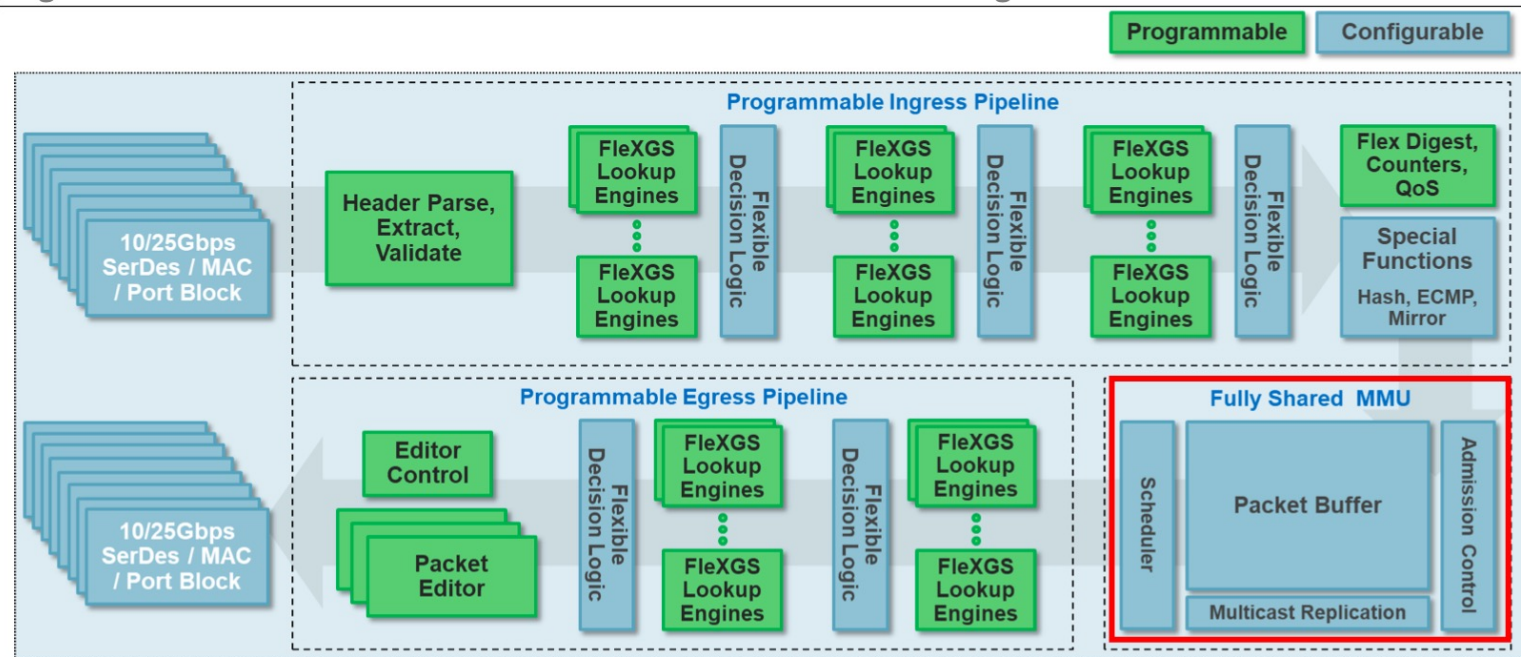 Programmable
Configurable
Programmable Ingress Pipeline
10/25Gbps
SerDes / MAC
/ Port Block
Header Parse,
Extract,
Validate
FleXGS
Lookup
Engines
FleXGS
Lookup
Engines
Flexible
Decision Logic
FleXGS
Lookup
Engines
FleXGS
Lookup
Engines
Flexible
Decision Logic
FleXGS
Lookup
Engines
FleXGS
Lookup
Engines
Flexible
Decision Logic
Flex Digest,
Counters,
QoS
Special
Functions
Hash, ECMP,
Mirror
Programmable Egress Pipeline
10/25Gbps
SerDes / MAC
/ Port Block
Editor
Control
Packet
Editor
Flexible
Decision Logic
FleXGS
Lookup
Engines
FleXGS
Lookup
Engines
Flexible
Decision Logic
FleXGS
Lookup
Engines
FleXGS
Lookup
Engines
Fully Shared MMU
Scheduler
Packet Buffer
Multicast Replication
Admission Control